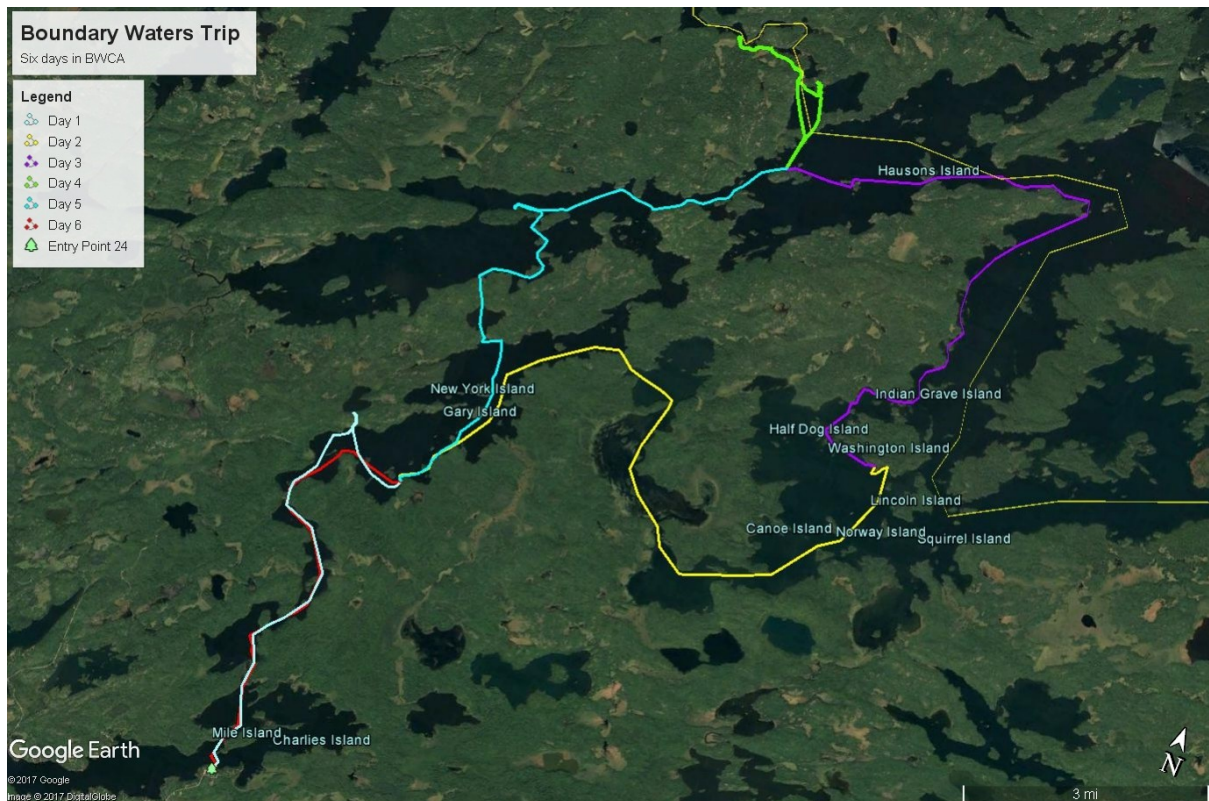 Boundary Waters Trip
Six days in BWCA
Legend
Day 1
Day 2
Day 3
Day 4
Day 5
Day 6
Entry Point 24
Hausons Island
New York Island
Gary Island
Indian Grave Island
Half Dog Island
Washington Island
Lincoln Island
Canoe Island
Norway Island
Squirrel Island
Mile Island
Charlies Island
Google Earth
© 2017 Google
Image © 2017 DigitalGlobe
N
3 mi